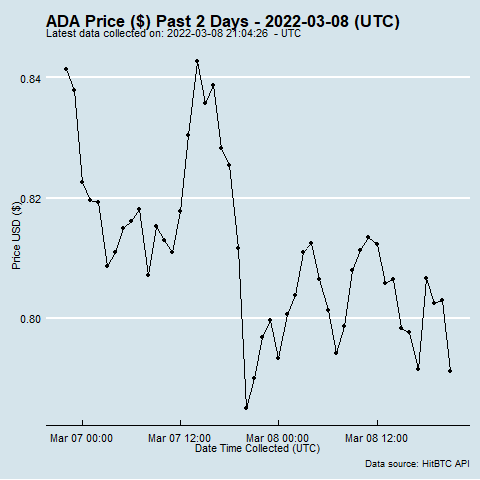 ADA Price ($) Past 2 Days - 2022-03-08 (UTC)
Latest data collected on: 2022-03-08 21:04:26 - UTC
0.84
0.82
0.80
Price USD ($)
Mar 07 00:00 Mar 07 12:00 Mar 08 00:00 Mar 08 12:00
Date Time Collected (UTC)
Data source: HitBTC API